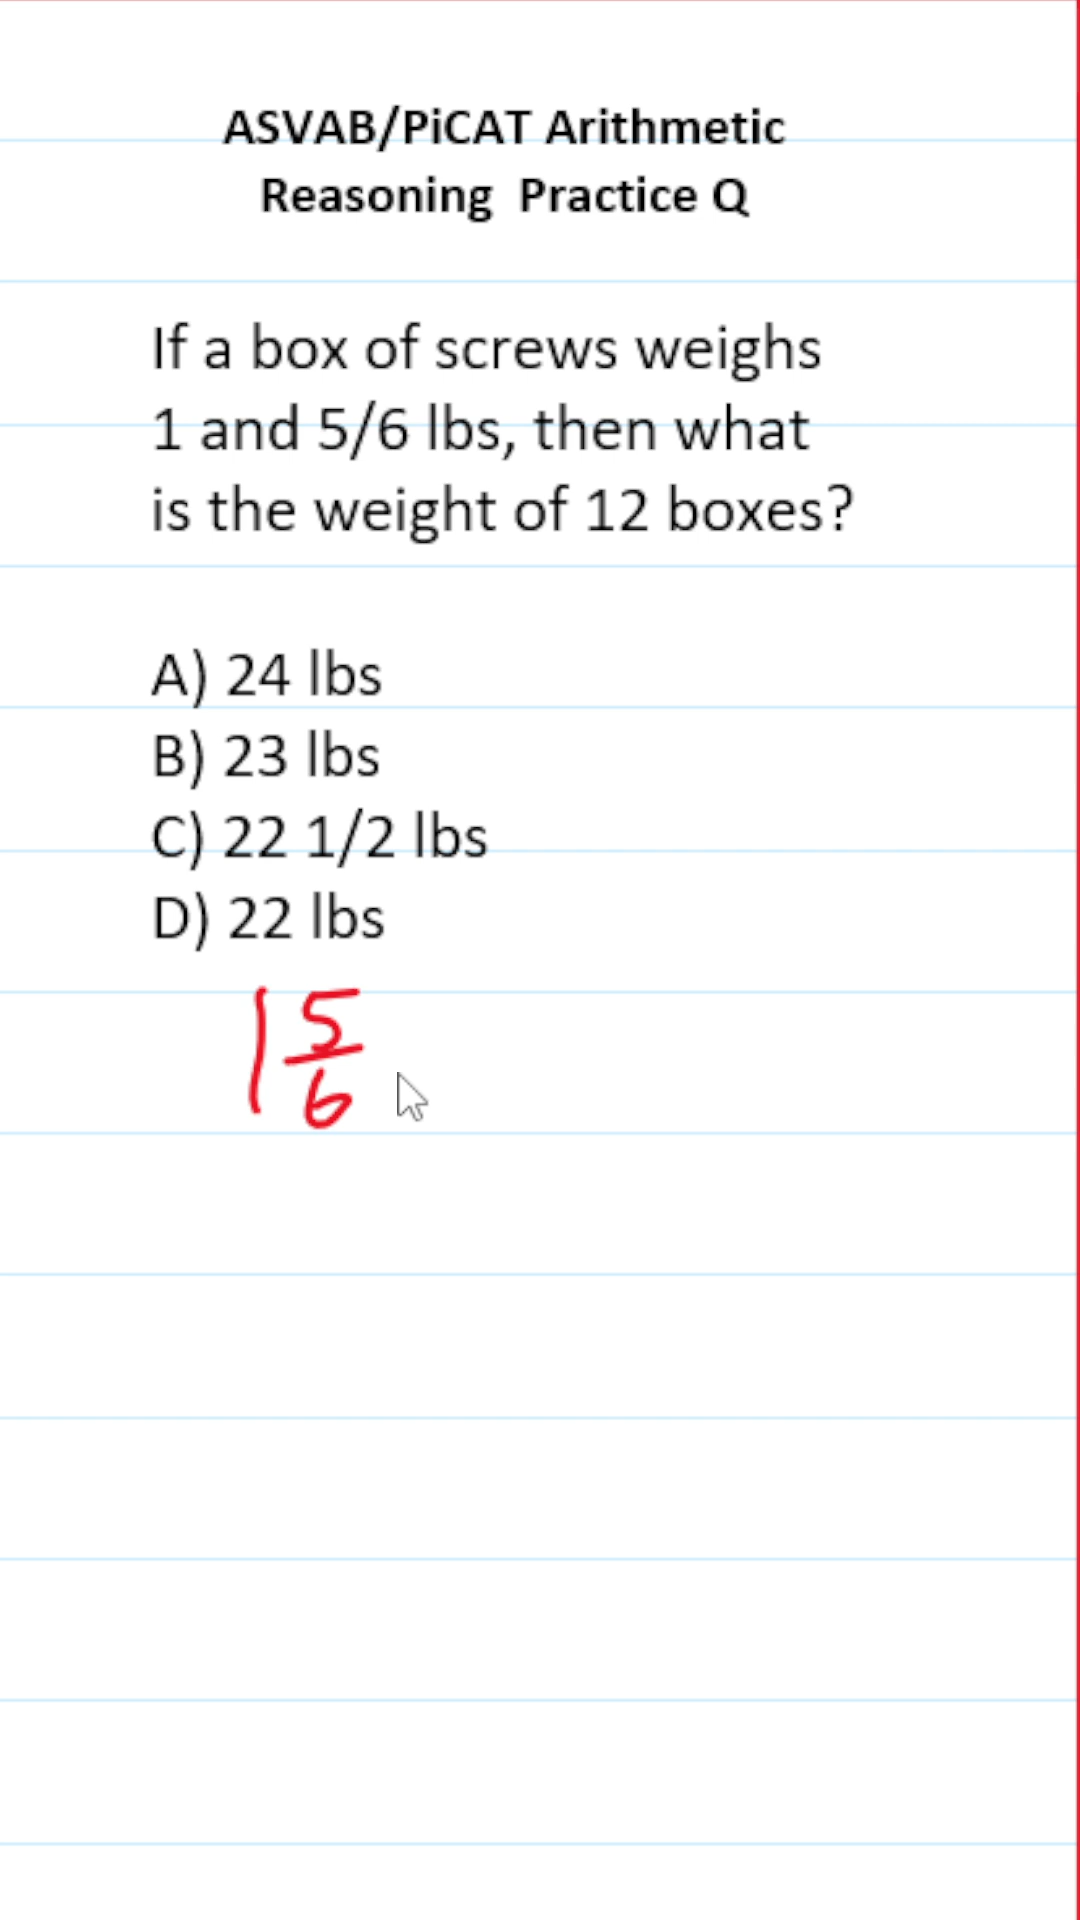 ASVAB/PiCAT Arithmetic
Reasoning Practice Q
If a box of screws weighs
1 and 5/6 lbs, then what
is the weight of 12 boxes?
A) 24 lbs
B) 23 lbs
C) 22 1/2 lbs
D) 22 lbs
1 5/6